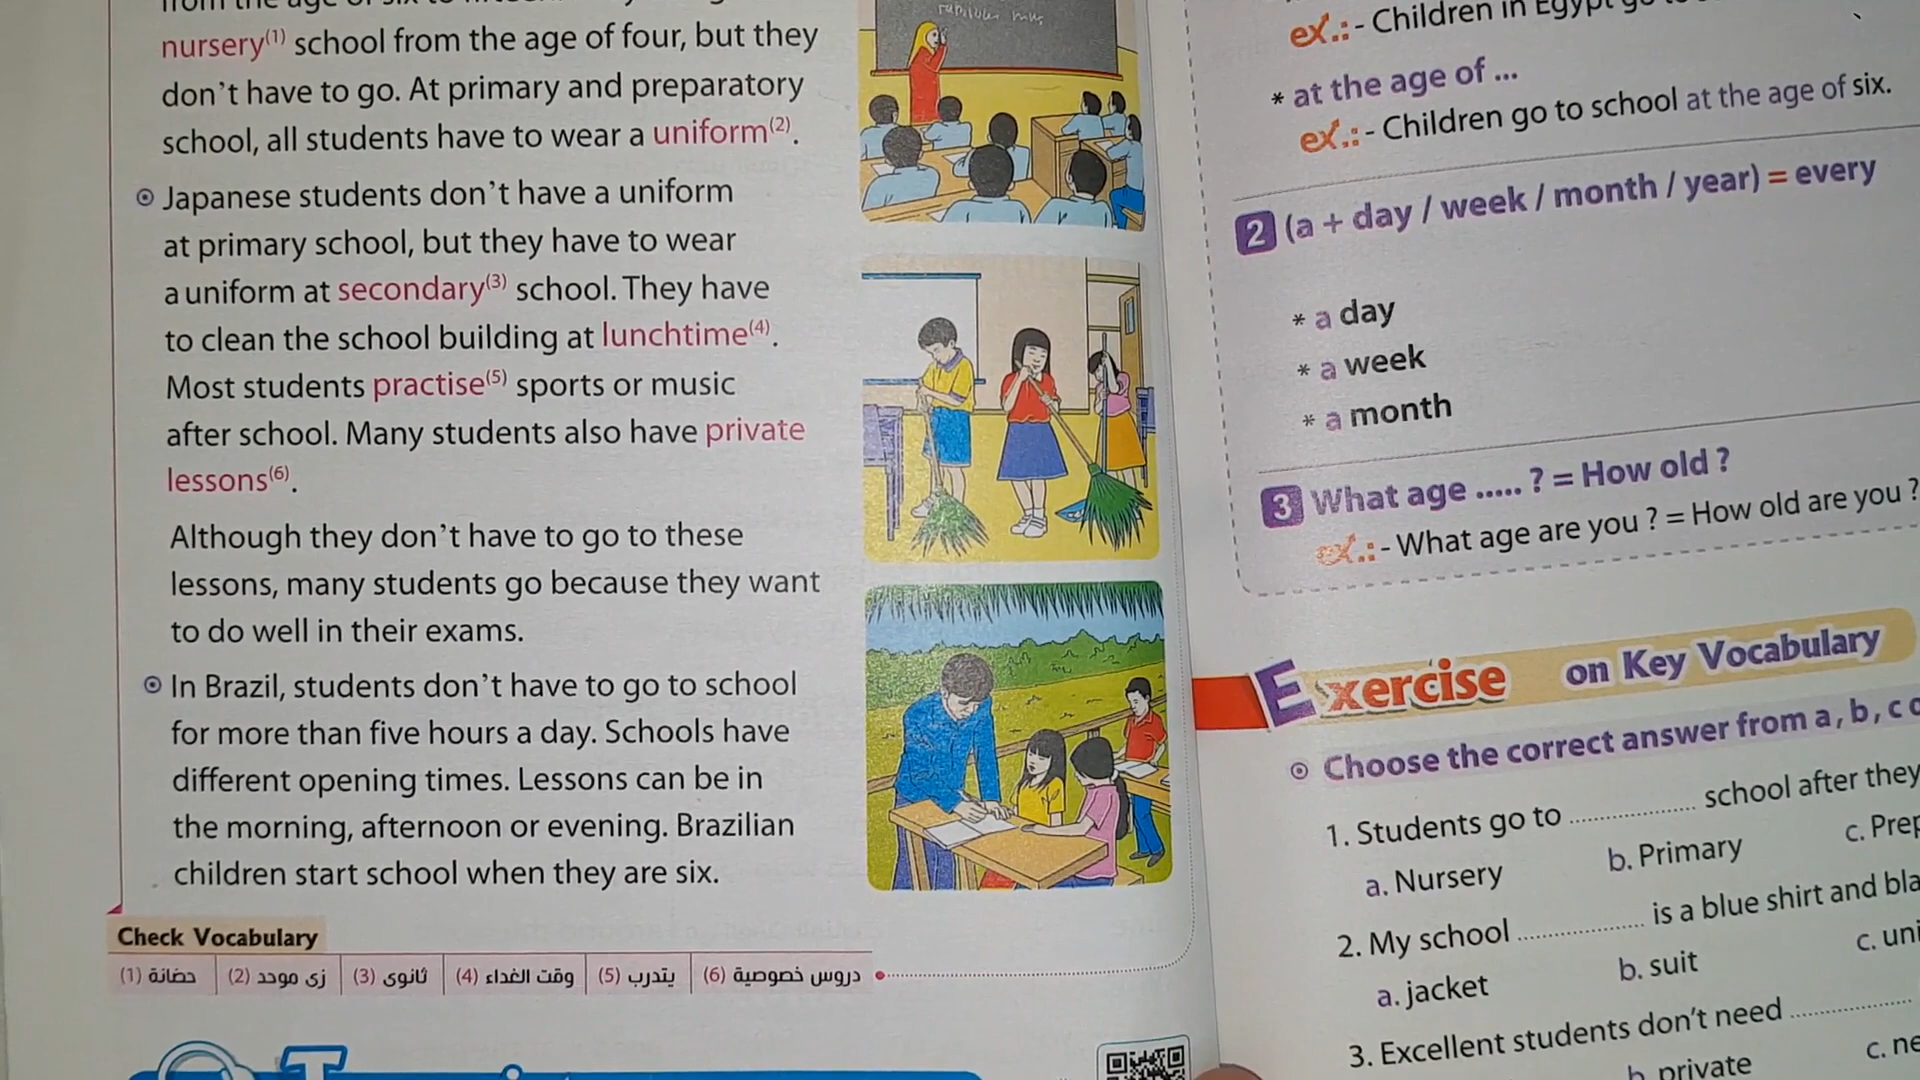 nursery(1) school from the age of four, but they
don't have to go. At primary and preparatory
school, all students have to wear a uniform(2).
Japanese students don't have a uniform
at primary school, but they have to wear
a uniform at secondary(3) school. They have
to clean the school building at lunchtime(4).
Most students practise(5) sports or music
after school. Many students also have private
lessons(6).
Although they don't have to go to these
lessons, many students go because they want
to do well in their exams.
In Brazil, students don't have to go to school
for more than five hours a day. Schools have
different opening times. Lessons can be in
the morning, afternoon or evening. Brazilian
children start school when they are six.
Check Vocabulary
(1) حضانة (2) زى موحد (3) ثانوى (4) وقت الغداء (5) يتدرب (6) دروس خصوصية
ex.:- Children in Egypt go
* at the age of ...
ex.:- Children go to school at the age of six.
2 (a + day / week / month / year) = every
* a day
* a week
* a month
3 What age ..... ? = How old ?
ex.:- What age are you ? = How old are you ?
Exercise on Key Vocabulary
Choose the correct answer from a, b, c
1. Students go to ................ school after they
a. Nursery b. Primary c.
2. My school ................ is a blue shirt and
a. jacket b. suit c.
3. Excellent students don't need ................
b. private c.